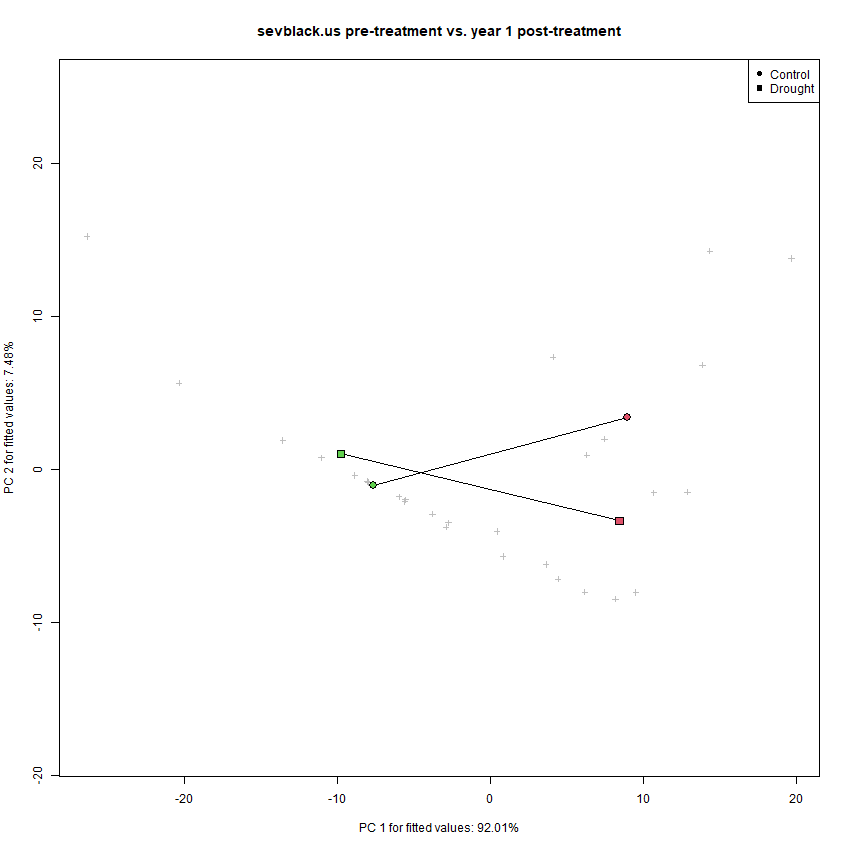 sevblack.us pre-treatment vs. year 1 post-treatment
Control
Drought
PC 2 for fitted values: 7.48%
20
10
0
-10
-20
-20
-10
0
10
20
PC 1 for fitted values: 92.01%